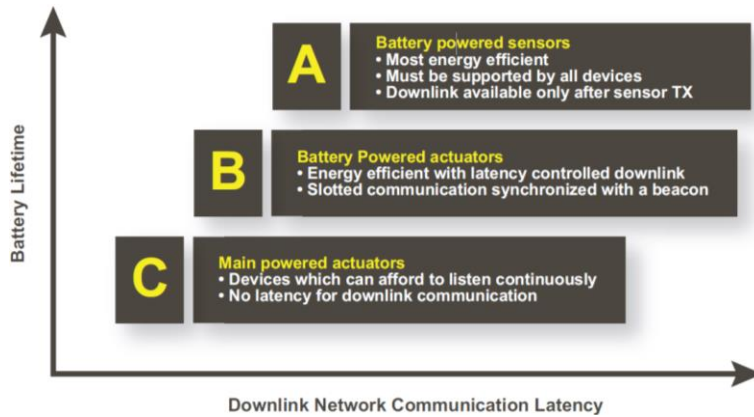 Battery Lifetime
A
Battery powered sensors
• Most energy efficient
• Must be supported by all devices
• Downlink available only after sensor TX
B
Battery Powered actuators
• Energy efficient with latency controlled downlink
• Slotted communication synchronized with a beacon
C
Main powered actuators
• Devices which can afford to listen continuously
• No latency for downlink communication
Downlink Network Communication Latency